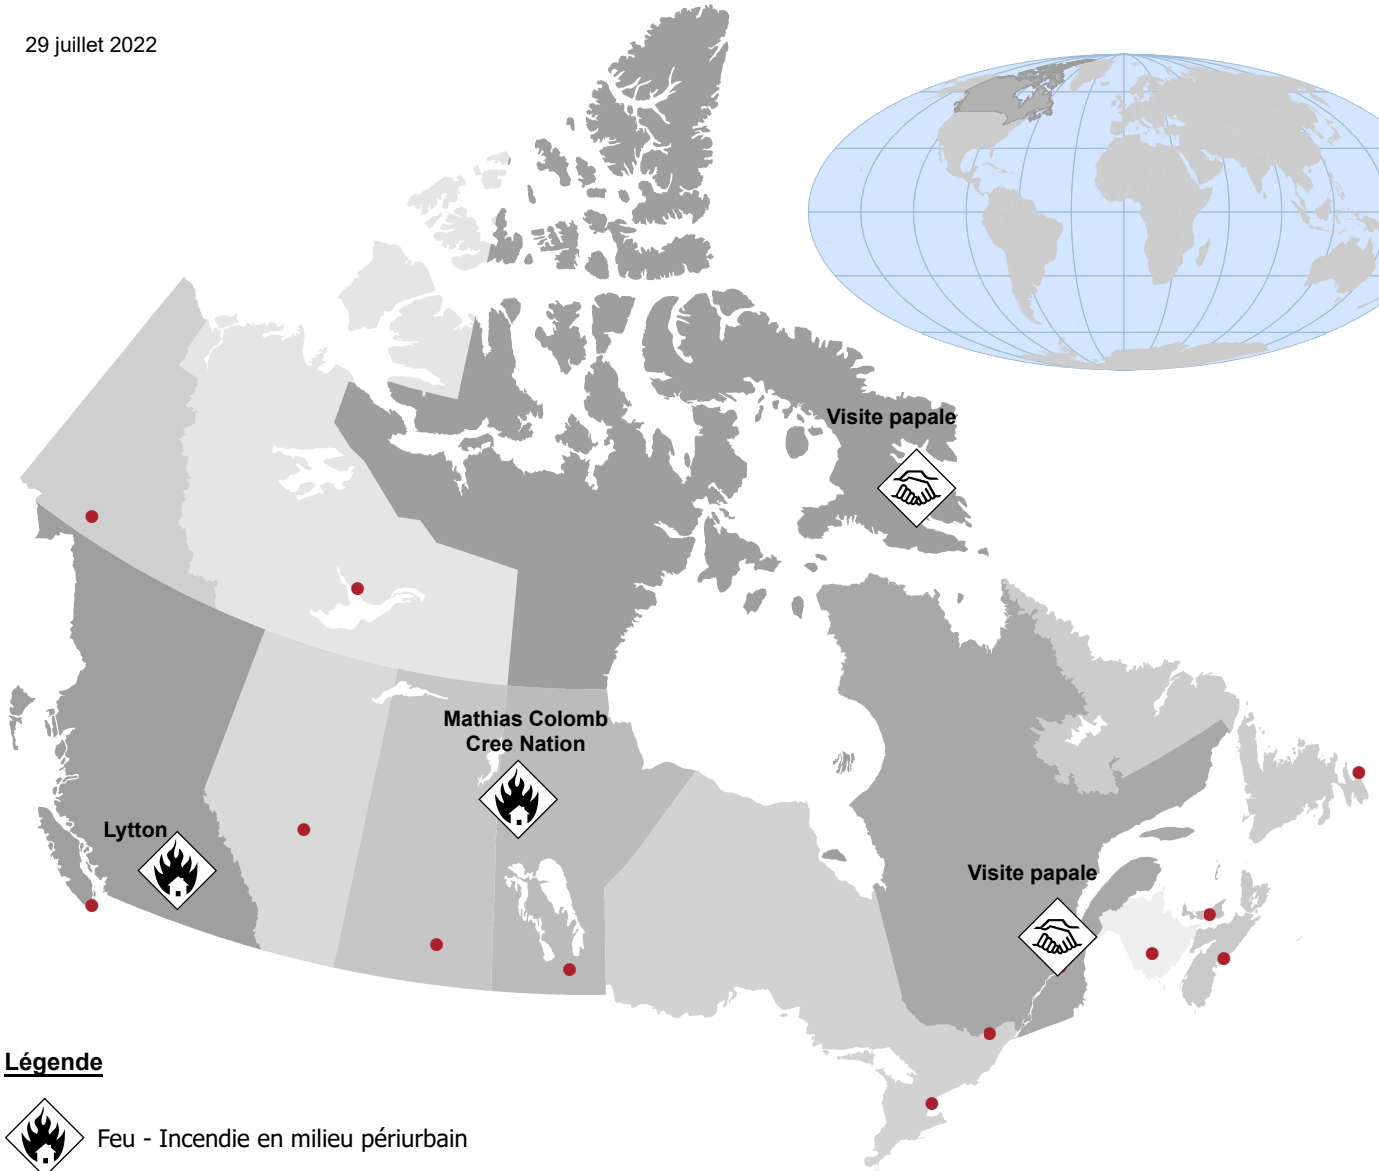 29 juillet 2022
Visite papale
Mathias Colomb
Cree Nation
Lytton
Visite papale
Légende
Feu - Incendie en milieu périurbain